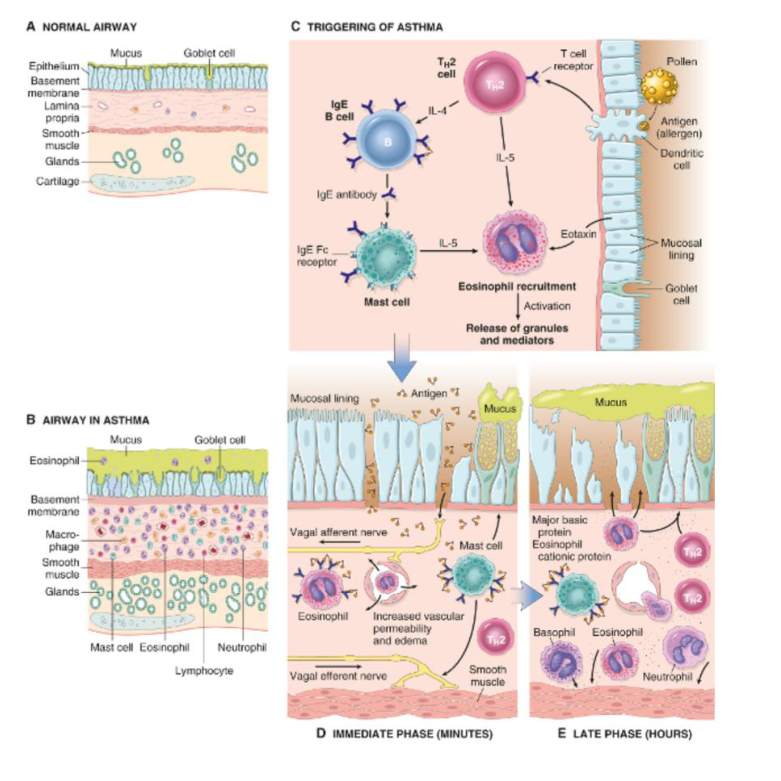 A NORMAL AIRWAY
Mucus
Goblet cell
Epithelium
Basement
membrane
Lamina
propria
Smooth
muscle
Glands
Cartilage
C TRIGGERING OF ASTHMA
TH2
cell
TH2
T cell
receptor
Pollen
IgE
B cell
IL-4
B
Antigen
(allergen)
Dendritic
cell
IL-5
IgE antibody
Eotaxin
IgE Fc
receptor
IL-5
Mucosal
lining
Goblet
cell
Mast cell
Eosinophil recruitment
Activation
Release of granules
and mediators
B AIRWAY IN ASTHMA
Mucus
Goblet cell
Eosinophil
Basement
membrane
Macro-
phage
Smooth
muscle
Glands
Mast cell
Eosinophil
Neutrophil
Lymphocyte
Mucosal lining
Antigen
Mucus
Vagal afferent nerve
Mast cell
Eosinophil
Increased vascular
permeability
and edema
TH2
Vagal efferent nerve
Smooth
muscle
D IMMEDIATE PHASE (MINUTES)
Mucus
Major basic
protein
Eosinophil
cationic protein
TH2
TH2
Basophil
Eosinophil
Neutrophil
E LATE PHASE (HOURS)